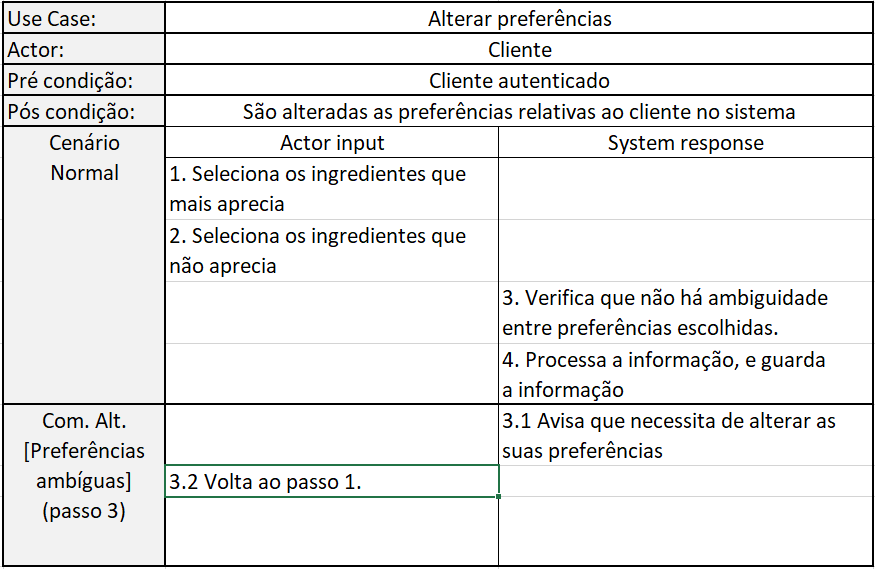 Use Case: Alterar preferências
Actor: Cliente
Pré condição: Cliente autenticado
Pós condição: São alteradas as preferências relativas ao cliente no sistema
Cenário
Normal
Actor input System response
1. Seleciona os ingredientes que
mais aprecia
2. Seleciona os ingredientes que
não aprecia
3. Verifica que não há ambiguidade
entre preferências escolhidas.
4. Processa a informação, e guarda
a informação
Com. Alt.
[Preferências
ambíguas]
(passo 3)
3.1 Avisa que necessita de alterar as
suas preferências
3.2 Volta ao passo 1.